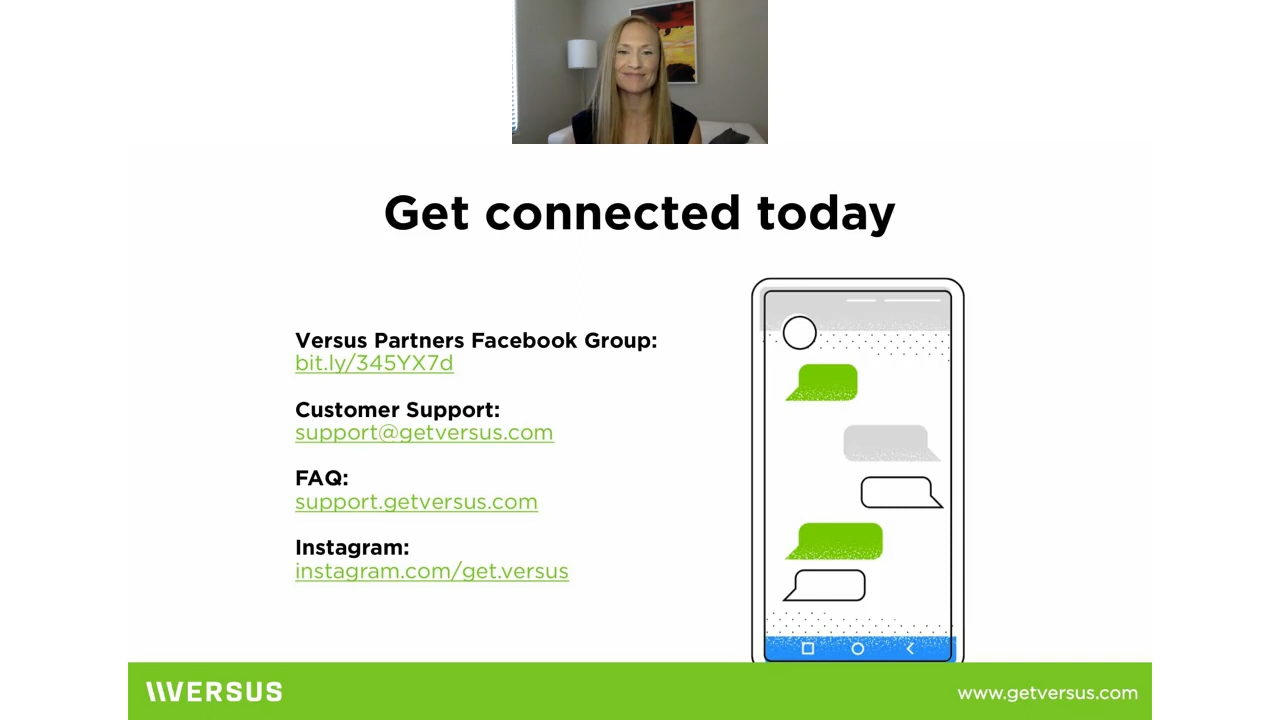 Get connected today
Versus Partners Facebook Group:
bit.ly/345YX7d
Customer Support:
support@getversus.com
FAQ:
support.getversus.com
Instagram:
instagram.com/get.versus
VERSUS
www.getversus.com